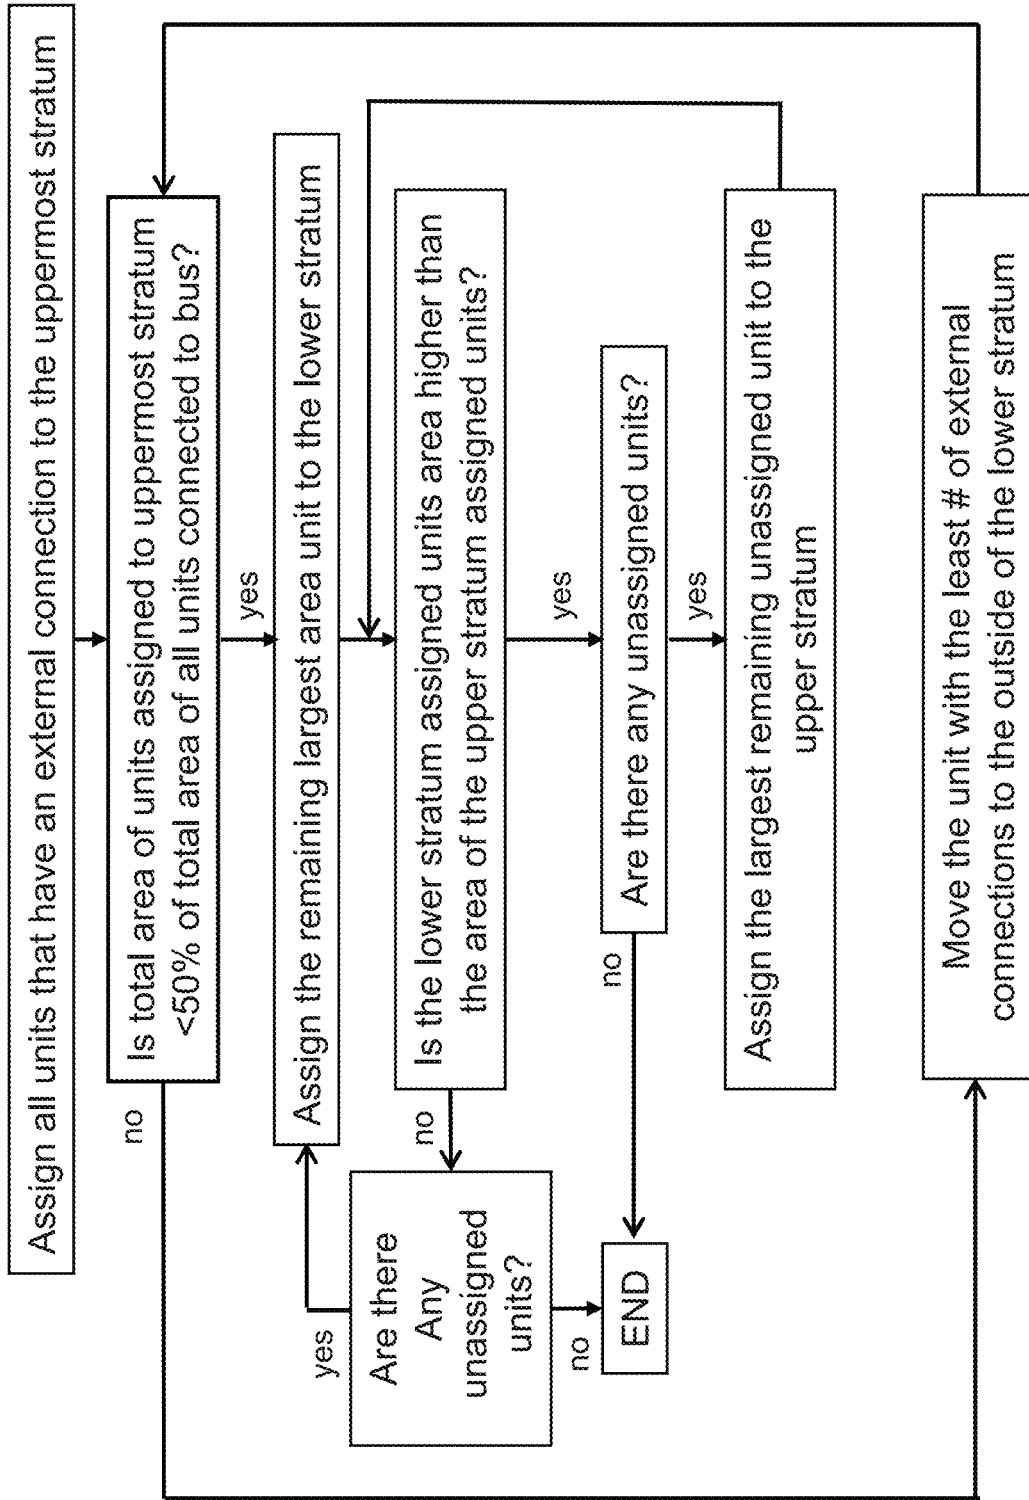 Assign all units that have an external connection to the uppermost stratum
Is total area of units assigned to uppermost stratum
<50% of total area of all units connected to bus?
no
yes
Assign the remaining largest area unit to the lower stratum
Is the lower stratum assigned units area higher than
the area of the upper stratum assigned units?
no
yes
Are there
Any
unassigned
units?
yes
no
Are there any unassigned units?
no
yes
END
Assign the largest remaining unassigned unit to the
upper stratum
Move the unit with the least # of external
connections to the outside of the lower stratum